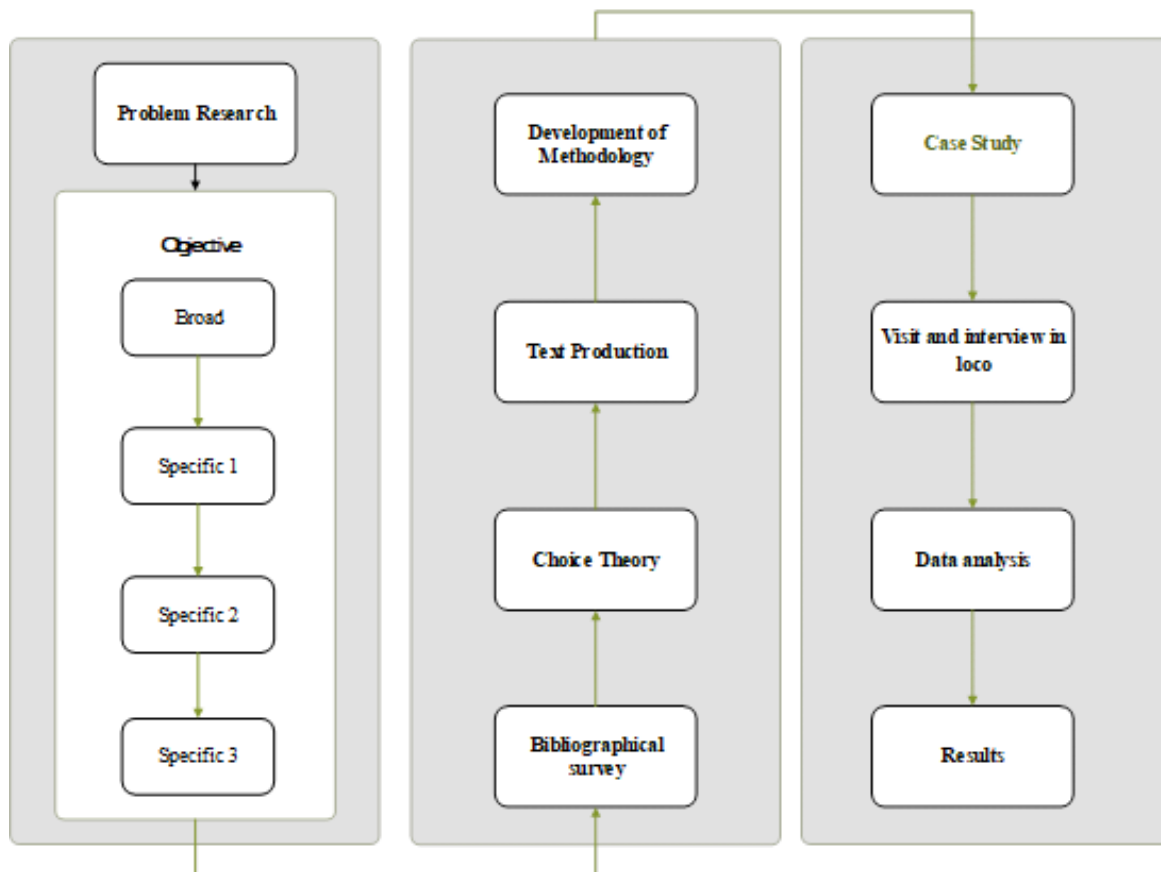 Problem Research
Objective
Broad
Specific 1
Specific 2
Specific 3
Development of
Methodology
Text Production
Choice Theory
Bibliographical
survey
Case Study
Visit and interview in
loco
Data analysis
Results